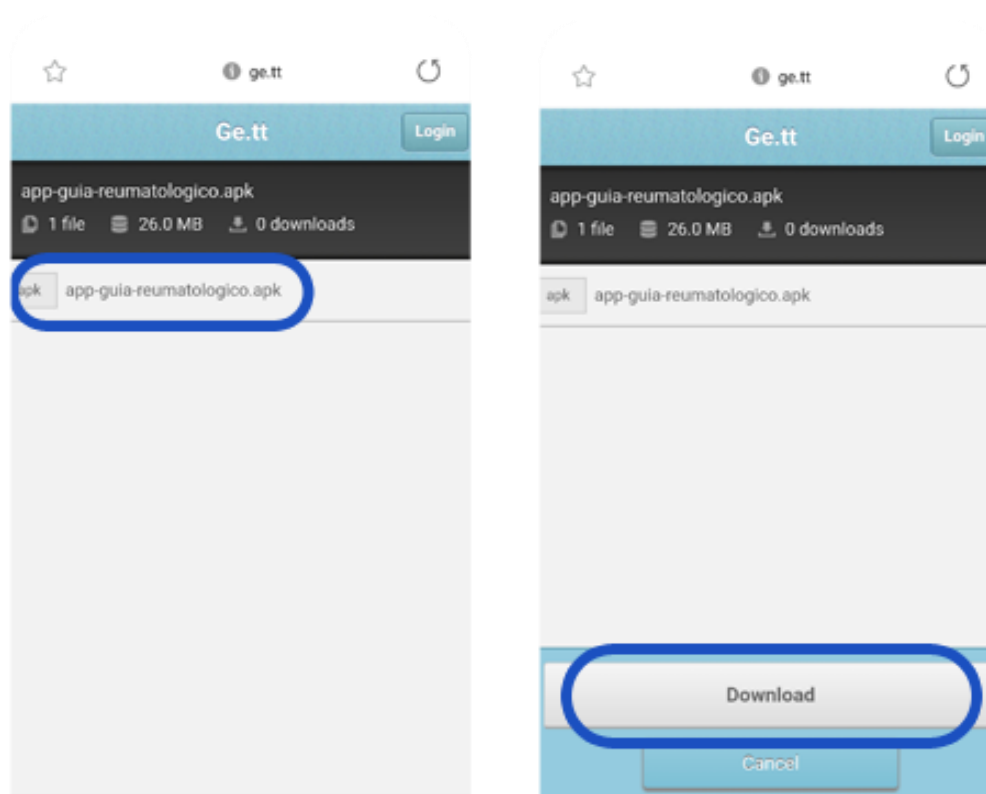 ge.tt
Ge.tt
Login
app-guia-reumatologico.apk
1 file 26.0 MB 0 downloads
apk app-guia-reumatologico.apk
ge.tt
Ge.tt
Login
app-guia-reumatologico.apk
1 file 26.0 MB 0 downloads
apk app-guia-reumatologico.apk
Download
Cancel